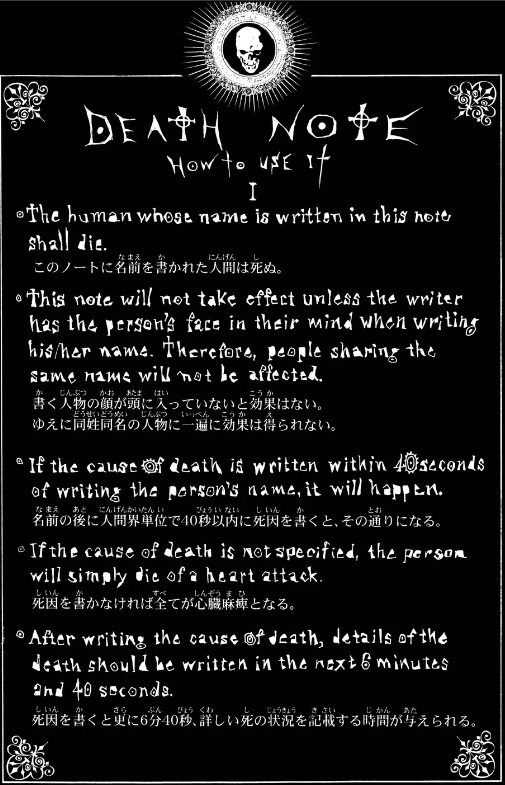 DEATH NOTE
HOW TO USE IT
I
The human whose name is written in this note
shall die.
このノートに名前を書かれた人間は死ぬ。
This note will not take effect unless the writer
has the person's face in their mind when writing
his/her name. Therefore, people sharing the
same name will not be affected.
書く人物の顔が頭に入っていないと効果はない。
ゆえに同姓同名の人物に一遍に効果は得られない。
If the cause of death is written within 40 seconds
of writing the person's name, it will happen.
名前の後に人間界単位で40秒以内に死因を書くと、その通りになる。
If the cause of death is not specified, the person
will simply die of a heart attack.
死因を書かなければ全てが心臓麻痺となる。
After writing the cause of death, details of the
death should be written in the next 6 minutes
and 40 seconds.
死因を書くと更に6分40秒、詳しい死の状況を記載する時間が与えられる。